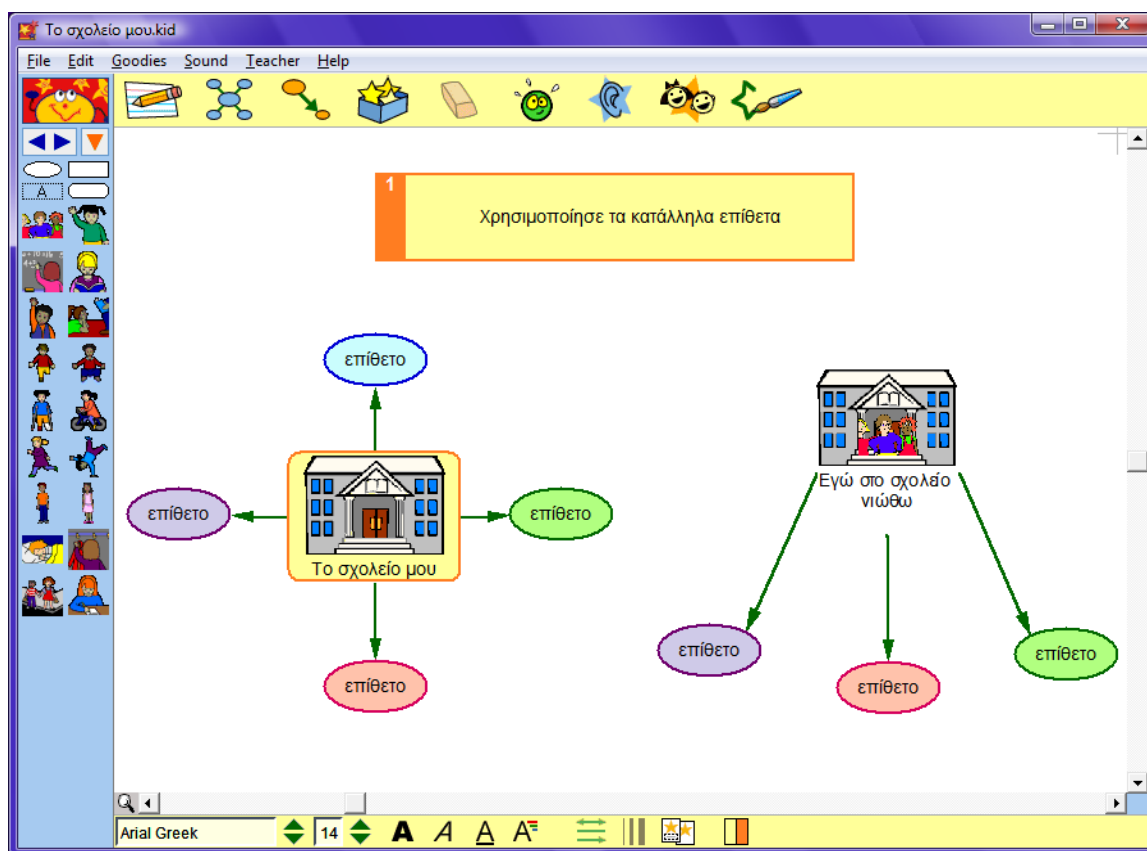 Το σχολείο μου.kid
File Edit Goodies Sound Teacher Help
A
1
Χρησιμοποίησε τα κατάλληλα επίθετα
επίθετο
επίθετο
επίθετο
Το σχολείο μου
επίθετο
Εγώ στο σχολείο
νιώθω
επίθετο
επίθετο
επίθετο
Arial Greek 14 A A A A